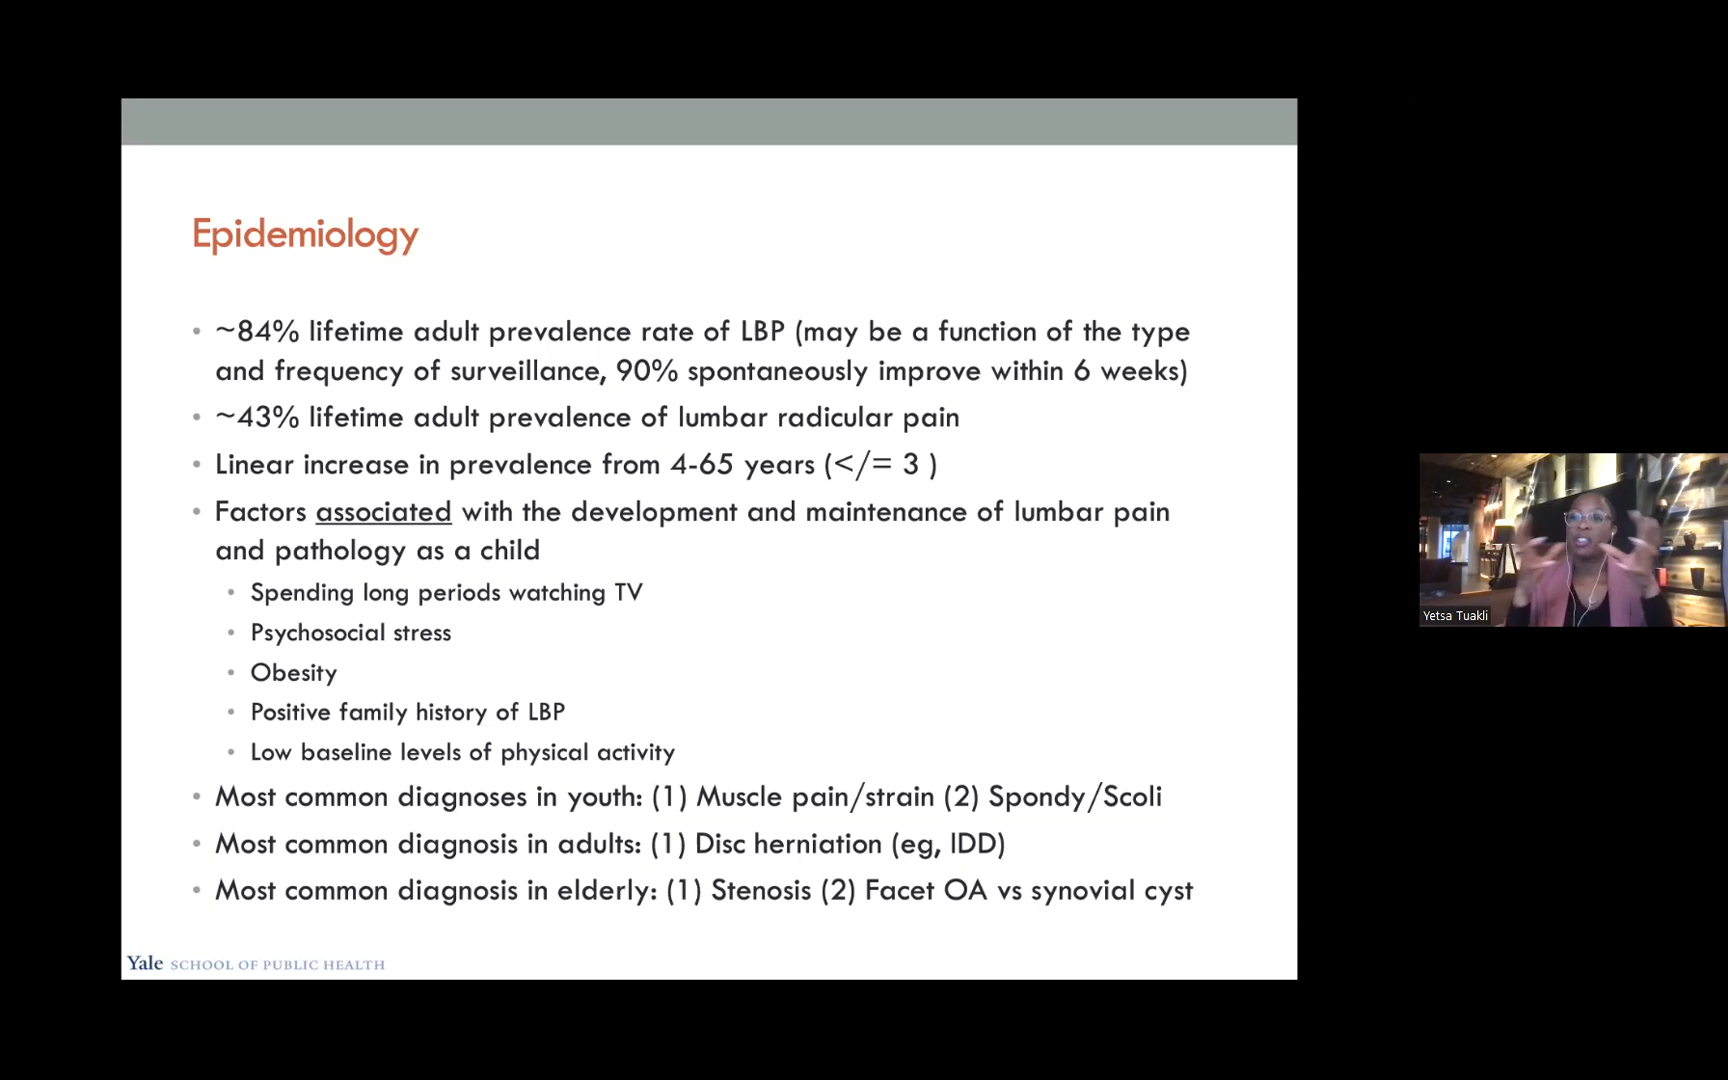 Epidemiology
• ~84% lifetime adult prevalence rate of LBP (may be a function of the type
and frequency of surveillance, 90% spontaneously improve within 6 weeks)
• ~43% lifetime adult prevalence of lumbar radicular pain
• Linear increase in prevalence from 4-65 years (</= 3 )
• Factors associated with the development and maintenance of lumbar pain
and pathology as a child
• Spending long periods watching TV
• Psychosocial stress
• Obesity
• Positive family history of LBP
• Low baseline levels of physical activity
• Most common diagnoses in youth: (1) Muscle pain/strain (2) Spondy/Scoli
• Most common diagnosis in adults: (1) Disc herniation (eg, IDD)
• Most common diagnosis in elderly: (1) Stenosis (2) Facet OA vs synovial cyst
Yale SCHOOL OF PUBLIC HEALTH
Yetsa Tuakli